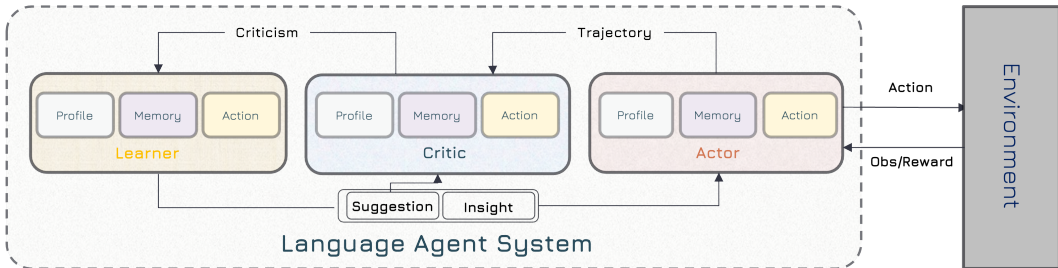 Criticism
Trajectory
Profile
Memory
Action
Learner
Profile
Memory
Action
Critic
Profile
Memory
Action
Actor
Action
Obs/Reward
Environment
Suggestion
Insight
Language Agent System